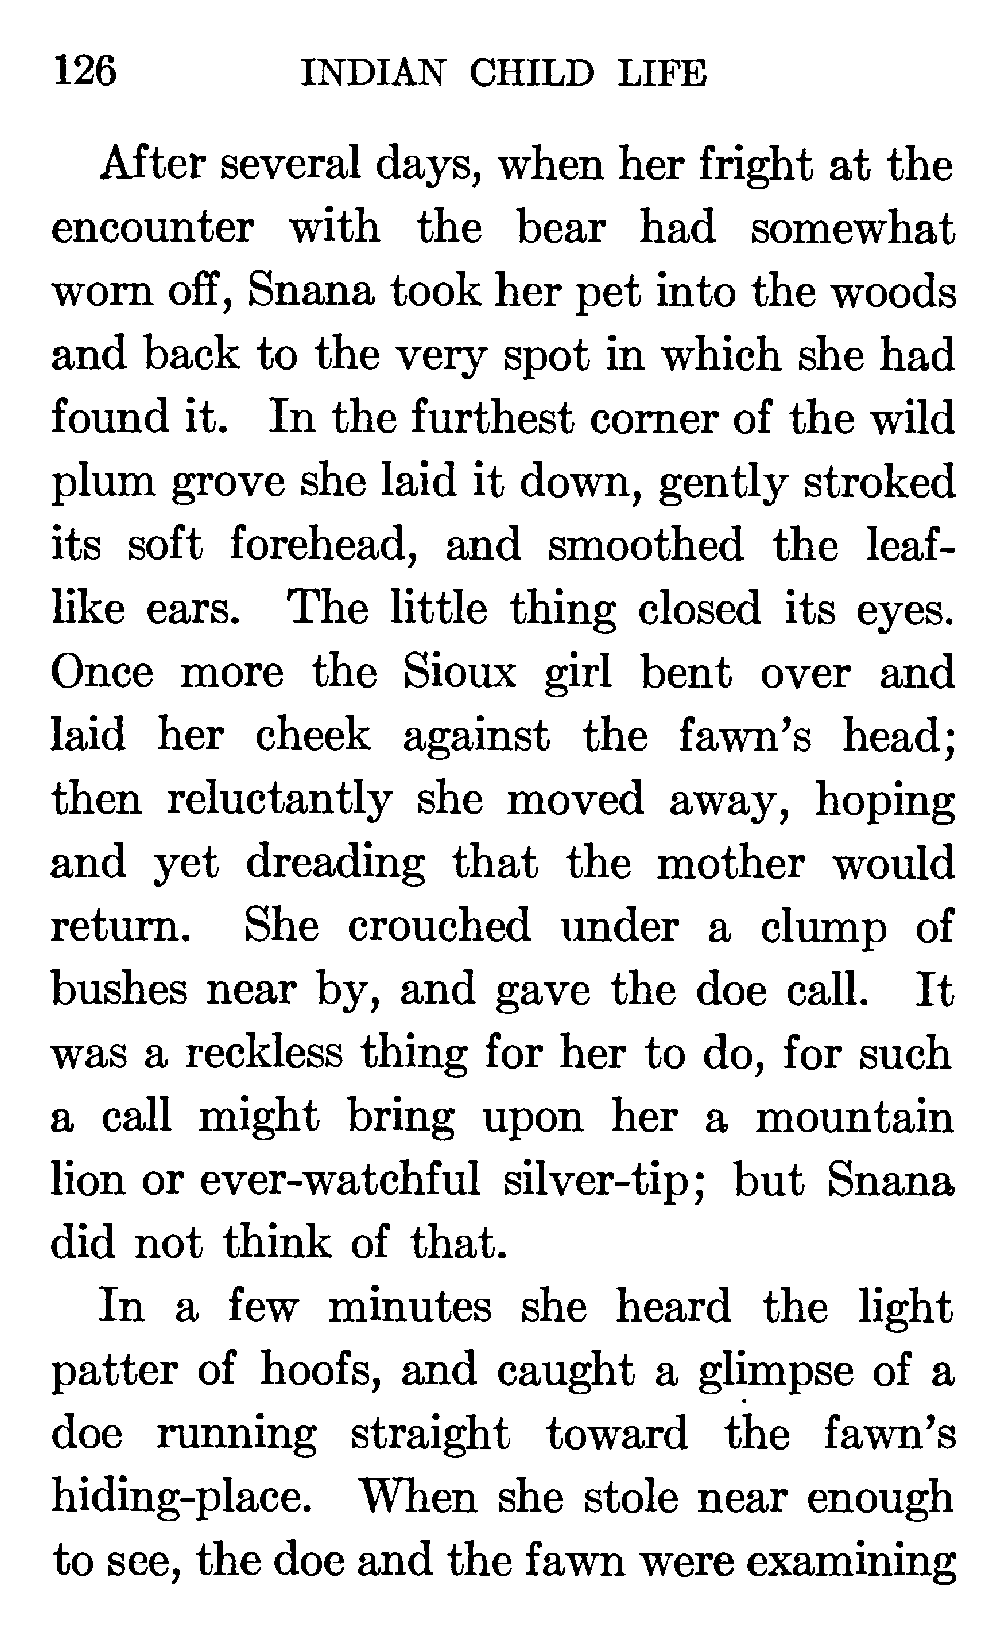 126 INDIAN CHILD LIFE
After several days, when her fright at the
encounter with the bear had somewhat
worn off, Snana took her pet into the woods
and back to the very spot in which she had
found it. In the furthest corner of the wild
plum grove she laid it down, gently stroked
its soft forehead, and smoothed the leaf-
like ears. The little thing closed its eyes.
Once more the Sioux girl bent over and
laid her cheek against the fawn's head;
then reluctantly she moved away, hoping
and yet dreading that the mother would
return. She crouched under a clump of
bushes near by, and gave the doe call. It
was a reckless thing for her to do, for such
a call might bring upon her a mountain
lion or ever-watchful silver-tip; but Snana
did not think of that.
In a few minutes she heard the light
patter of hoofs, and caught a glimpse of a
doe running straight toward the fawn's
hiding-place. When she stole near enough
to see, the doe and the fawn were examining